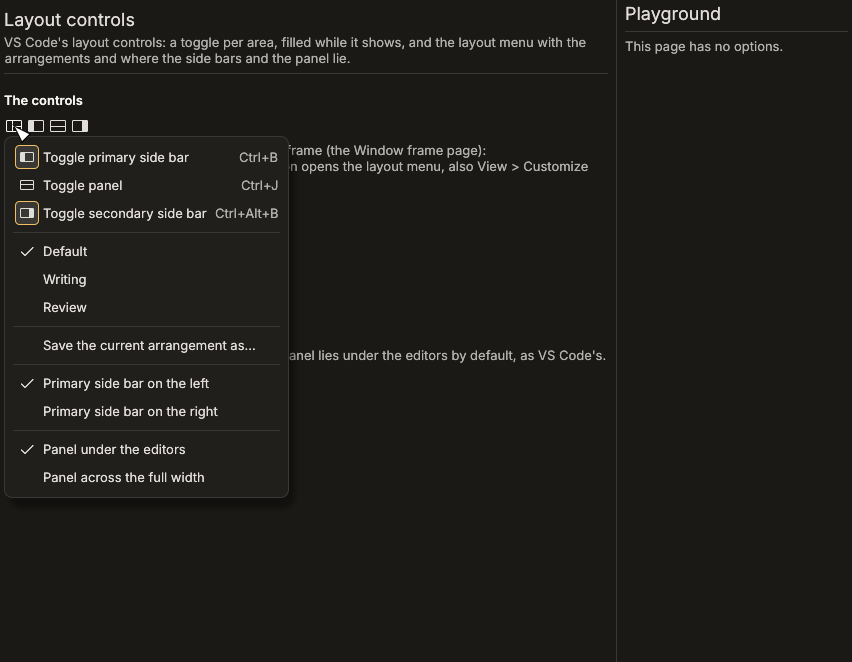 Layout controls
VS Code's layout controls: a toggle per area, filled while it shows, and the layout menu with the
arrangements and where the side bars and the panel lie.
The controls
frame (the Window frame page):
opens the layout menu, also View > Customize
Toggle primary side bar Ctrl+B
Toggle panel Ctrl+J
Toggle secondary side bar Ctrl+Alt+B
Default
Writing
Review
Save the current arrangement as...
lies under the editors by default, as VS Code's.
Primary side bar on the left
Primary side bar on the right
Panel under the editors
Panel across the full width
Playground
This page has no options.